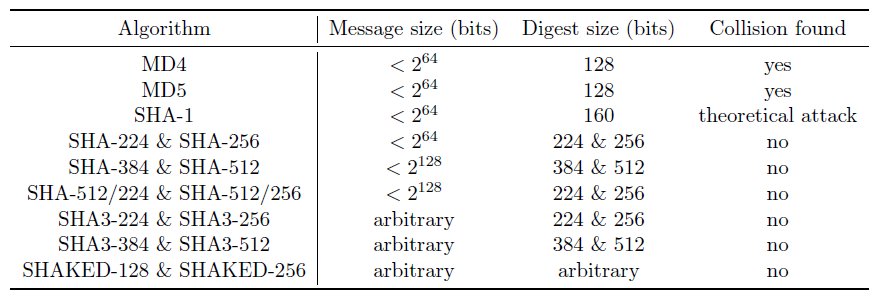 Algorithm Message size (bits) Digest size (bits) Collision found
MD4 < 2^64 128 yes
MD5 < 2^64 128 yes
SHA-1 < 2^64 160 theoretical attack
SHA-224 & SHA-256 < 2^64 224 & 256 no
SHA-384 & SHA-512 < 2^128 384 & 512 no
SHA-512/224 & SHA-512/256 < 2^128 224 & 256 no
SHA3-224 & SHA3-256 arbitrary 224 & 256 no
SHA3-384 & SHA3-512 arbitrary 384 & 512 no
SHAKED-128 & SHAKED-256 arbitrary arbitrary no